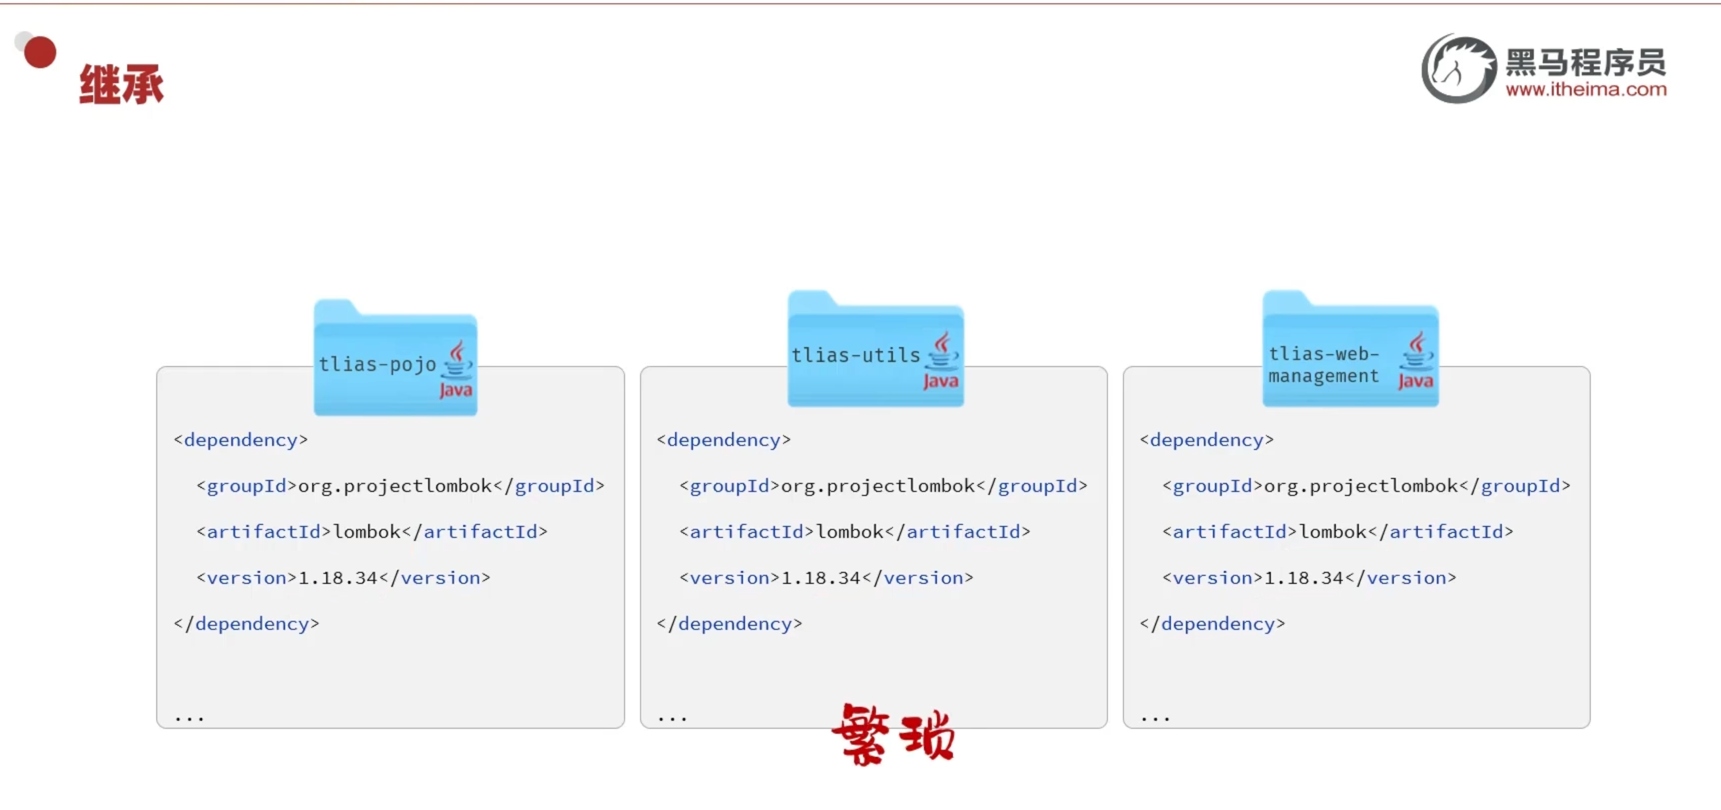 继承
黑马程序员
www.itheima.com
tlias-pojo
Java
<dependency>
<groupId>org.projectlombok</groupId>
<artifactId>lombok</artifactId>
<version>1.18.34</version>
</dependency>
...
tlias-utils
Java
<dependency>
<groupId>org.projectlombok</groupId>
<artifactId>lombok</artifactId>
<version>1.18.34</version>
</dependency>
...
tlias-web-
management
Java
<dependency>
<groupId>org.projectlombok</groupId>
<artifactId>lombok</artifactId>
<version>1.18.34</version>
</dependency>
...
繁琐